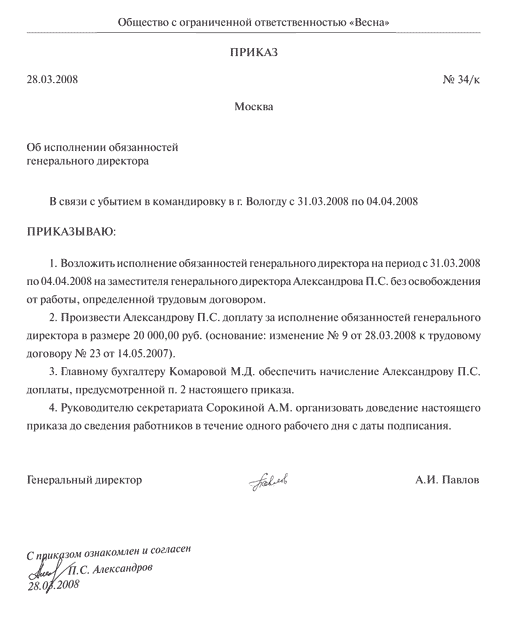 Общество с ограниченной ответственностью «Весна»
ПРИКАЗ
28.03.2008 № 34/к
Москва
Об исполнении обязанностей
генерального директора
В связи с убытием в командировку в г. Вологду с 31.03.2008 по 04.04.2008
ПРИКАЗЫВАЮ:
1. Возложить исполнение обязанностей генерального директора на период с 31.03.2008
по 04.04.2008 на заместителя генерального директора Александрова П.С. без освобождения
от работы, определенной трудовым договором.
2. Произвести Александрову П.С. доплату за исполнение обязанностей генерального
директора в размере 20 000,00 руб. (основание: изменение № 9 от 28.03.2008 к трудовому
договору № 23 от 14.05.2007).
3. Главному бухгалтеру Комаровой М.Д. обеспечить начисление Александрову П.С.
доплаты, предусмотренной п. 2 настоящего приказа.
4. Руководителю секретариата Сорокиной А.М. организовать доведение настоящего
приказа до сведения работников в течение одного рабочего дня с даты подписания.
Генеральный директор А.И. Павлов
С приказом ознакомлен и согласен
/П.С. Александров
28.03.2008